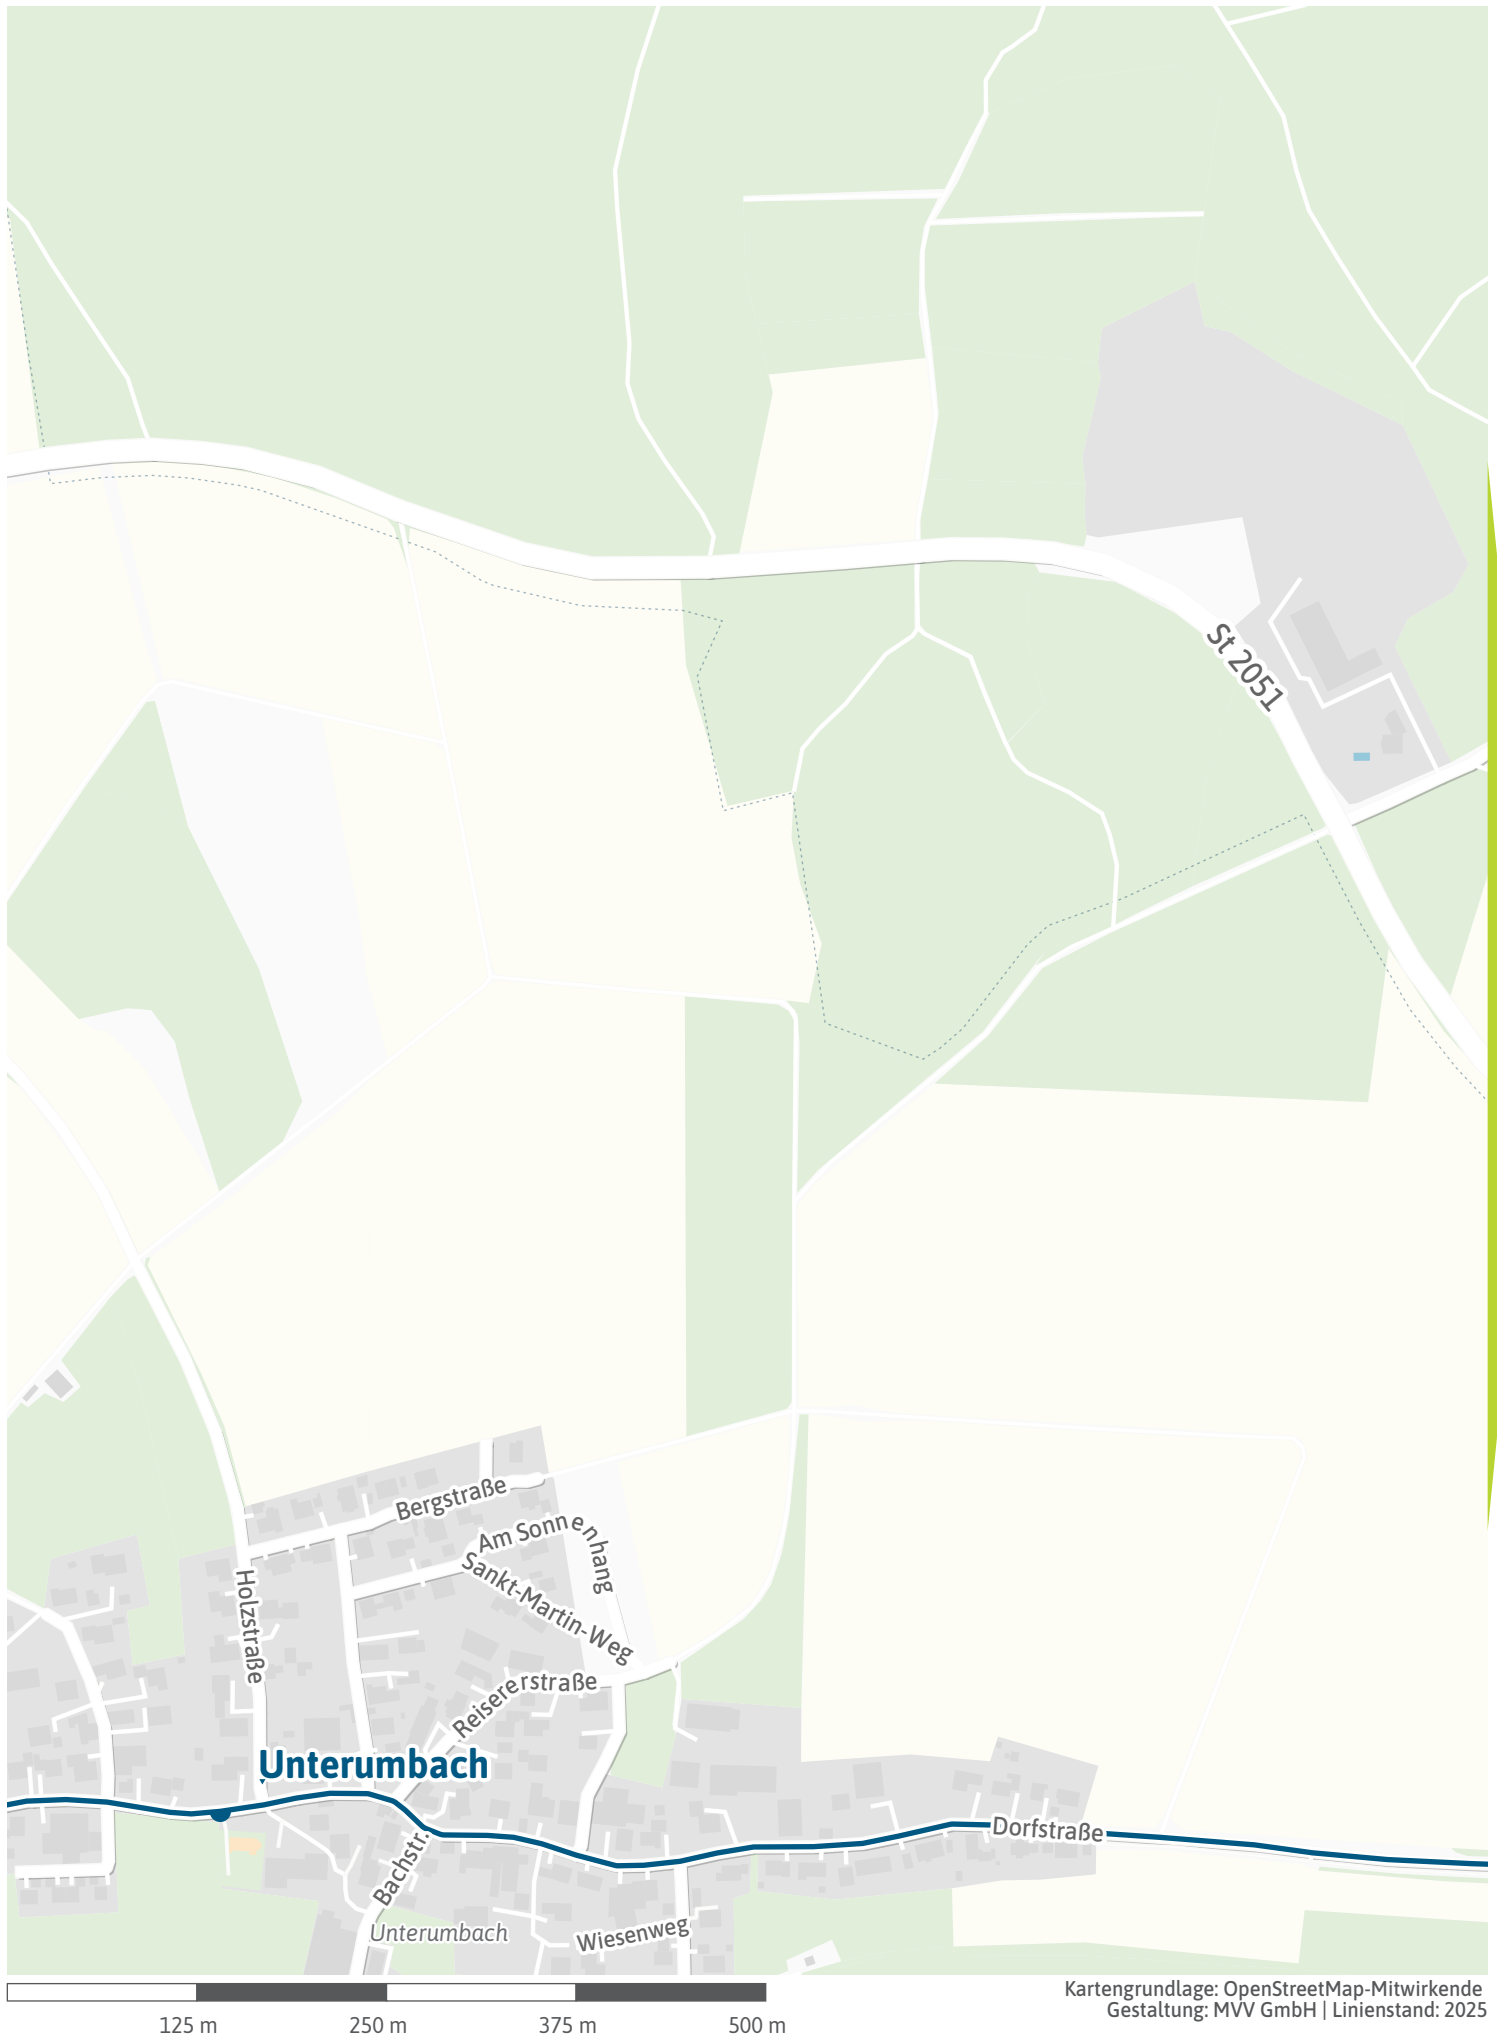 St 2051
Bergstraße
Am Sonnenhang
Sankt-Martin-Weg
Holzstraße
Reisererstraße
Unterumbach
Dorfstraße
Bachstr.
Unterumbach
Wiesenweg
Kartengrundlage: OpenStreetMap-Mitwirkende
Gestaltung: MVV GmbH | Linienstand: 2025
125 m 250 m 375 m 500 m